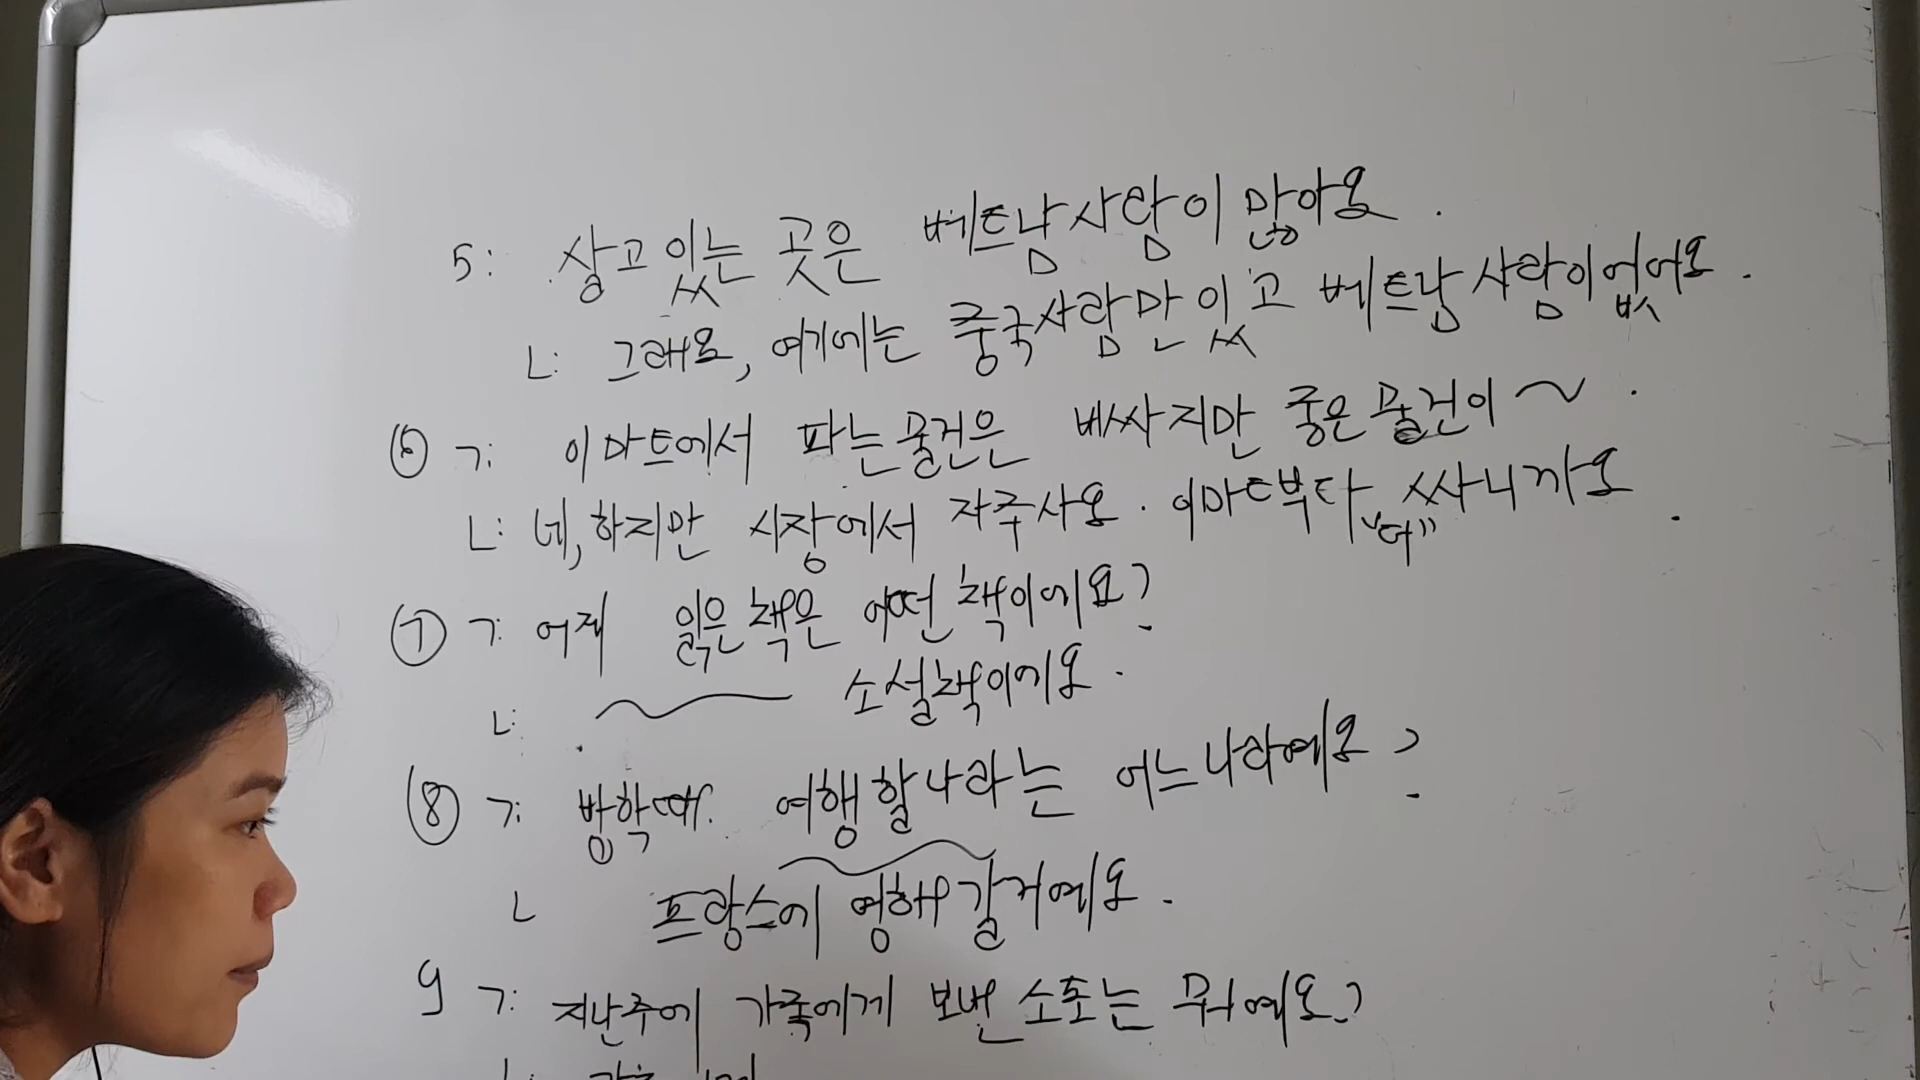 5: 살고 있는 곳은 베트남사람이 많아요.
ㄴ: 그래요, 여기에는 중국사람만 있고 베트남 사람이 없어요.
⑥ ㄱ: 이마트에서 파는 물건은 비싸지만 좋은 물건이 ~ .
ㄴ: 네, 하지만 시장에서 자주사요. 이마트부다 "더" 싸니까요.
⑦ ㄱ: 어제 읽은 책은 어떤 책이에요?
ㄴ: ~ 소설책이에요.
⑧ ㄱ: 방학때. 여행할 나라는 어느나라예요?
ㄴ 프랑스에 영해갈거예요.
9 ㄱ: 지난주에 가족에게 보낸 소포는 뭐예요?